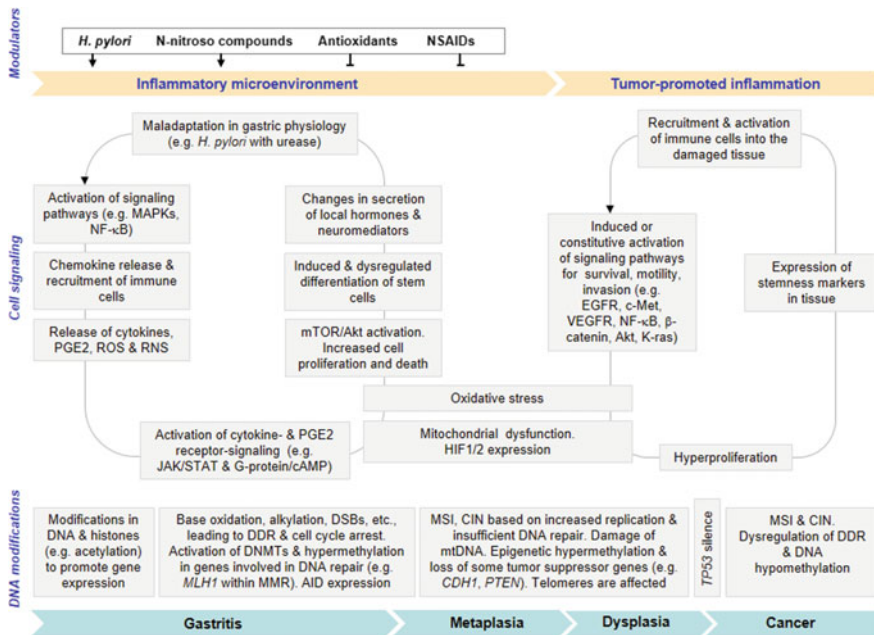 Modulators
H. pylori N-nitroso compounds Antioxidants NSAIDs
Inflammatory microenvironment
Tumor-promoted inflammation
Cell signaling
Maladaptation in gastric physiology
(e.g. H. pylori with urease)
Activation of signaling
pathways (e.g. MAPKs,
NF-κB)
Chemokine release &
recruitment of immune
cells
Release of cytokines,
PGE2, ROS & RNS
Changes in secretion
of local hormones &
neuromediators
Induced & dysregulated
differentiation of stem
cells
mTOR/Akt activation.
Increased cell
proliferation and death
Activation of cytokine- & PGE2
receptor-signaling (e.g.
JAK/STAT & G-protein/cAMP)
Oxidative stress
Mitochondrial dysfunction.
HIF1/2 expression
Recruitment & activation
of immune cells into the
damaged tissue
Induced or
constitutive activation
of signaling pathways
for survival, motility,
invasion (e.g.
EGFR, c-Met,
VEGFR, NF-κB, β-
catenin, Akt, K-ras)
Expression of
stemness markers
in tissue
Hyperproliferation
DNA modifications
Modifications in
DNA & histones
(e.g. acetylation)
to promote gene
expression
Base oxidation, alkylation, DSBs, etc.,
leading to DDR & cell cycle arrest.
Activation of DNMTs & hypermethylation
in genes involved in DNA repair (e.g.
MLH1 within MMR). AID expression
MSI, CIN based on increased replication &
insufficient DNA repair. Damage of
mtDNA. Epigenetic hypermethylation &
loss of some tumor suppressor genes (e.g.
CDH1, PTEN). Telomeres are affected
TP53 silence
MSI & CIN.
Dysregulation of DDR
& DNA
hypomethylation
Gastritis
Metaplasia
Dysplasia
Cancer